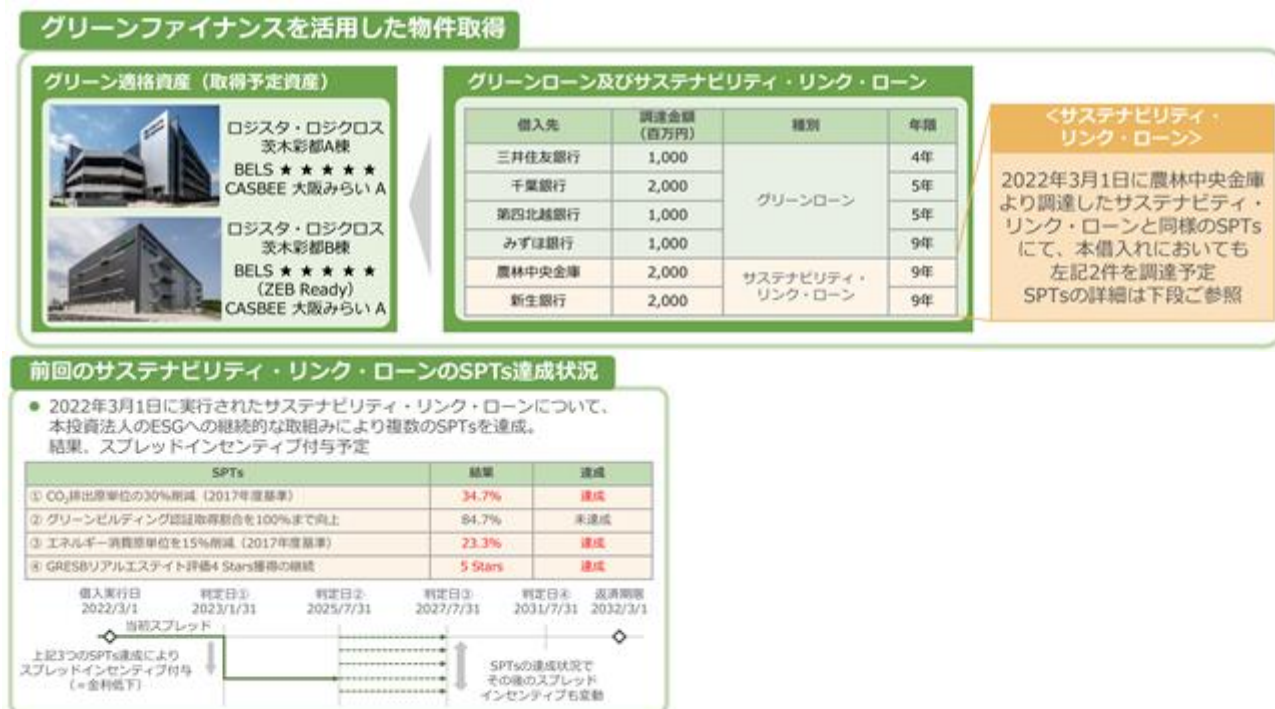 グリーンファイナンスを活用した物件取得
グリーン適格資産（取得予定資産）
ロジスタ・ロジクロス
茨木彩都A棟
BELS ★ ★ ★ ★ ★
CASBEE 大阪みらい A
ロジスタ・ロジクロス
茨木彩都B棟
BELS ★ ★ ★ ★ ★
(ZEB Ready)
CASBEE 大阪みらい A
グリーンローン及びサステナビリティ・リンク・ローン
借入先 調達金額（百万円） 種別 年限
三井住友銀行 1,000 グリーンローン 4年
千葉銀行 2,000 5年
第四北越銀行 1,000 5年
みずほ銀行 1,000 9年
農林中央金庫 2,000 サステナビリティ・リンク・ローン 9年
新生銀行 2,000 9年
<サステナビリティ・
リンク・ローン>
2022年3月1日に農林中央金庫
より調達したサステナビリティ・
リンク・ローンと同様のSPTs
にて、本借入れにおいても
左記2件を調達予定
SPTsの詳細は下段ご参照
前回のサステナビリティ・リンク・ローンのSPTs達成状況
● 2022年3月1日に実行されたサステナビリティ・リンク・ローンについて、
本投資法人のESGへの継続的な取組みにより複数のSPTsを達成。
結果、スプレッドインセンティブ付与予定
SPTs 結果 達成
① CO₂排出原単位の30%削減（2017年度基準） 34.7% 達成
② グリーンビルディング認証取得割合を100%まで向上 84.7% 未達成
③ エネルギー消費原単位を15%削減（2017年度基準） 23.3% 達成
④ GRESBリアルエステイト評価4 Stars獲得の継続 5 Stars 達成
借入実行日 判定日① 判定日② 判定日③ 判定日④ 返済期限
2022/3/1 2023/1/31 2025/7/31 2027/7/31 2031/7/31 2032/3/1
当初スプレッド
上記3つのSPTs達成により
スプレッドインセンティブ付与
（＝金利低下）
SPTsの達成状況で
その後のスプレッド
インセンティブも変動